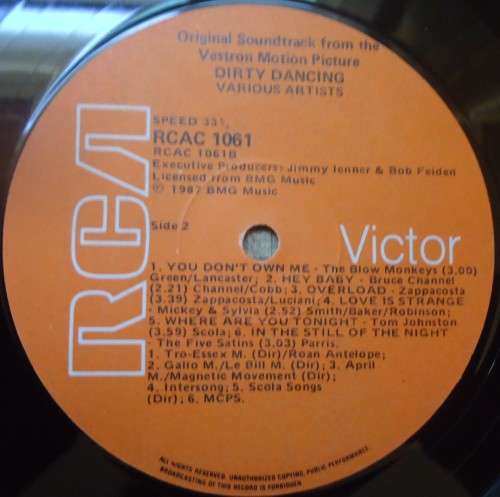 Original Soundtrack from the
Vestron Motion Picture
DIRTY DANCING
VARIOUS ARTISTS
SPEED 33⅓
RCAC 1061
RCAC 1061B
Executive Producers: Jimmy Ienner & Bob Feiden
Licensed from BMG Music
℗ 1987 BMG Music
Side 2
RCA
Victor
1. YOU DON'T OWN ME - The Blow Monkeys (3.00)
Green/Lancaster; 2. HEY BABY - Bruce Channel
(2.21) Channel/Cobb; 3. OVERLOAD - Zappacosta
(3.39) Zappacosta/Luciani; 4. LOVE IS STRANGE
- Mickey & Sylvia (2.52) Smith/Baker/Robinson;
5. WHERE ARE YOU TONIGHT - Tom Johnston
(3.59) Scola; 6. IN THE STILL OF THE NIGHT
- The Five Satins (3.03) Parris.
1. Tro-Essex M. (Dir)/Roan Antelope;
2. Gallo M./Le Bill M. (Dir); 3. April
M./Magnetic Movement (Dir);
4. Intersong; 5. Scola Songs
(Dir); 6. MCPS.
ALL RIGHTS RESERVED. UNAUTHORIZED COPYING, PUBLIC PERFORMANCE,
BROADCASTING OF THIS RECORD IS FORBIDDEN